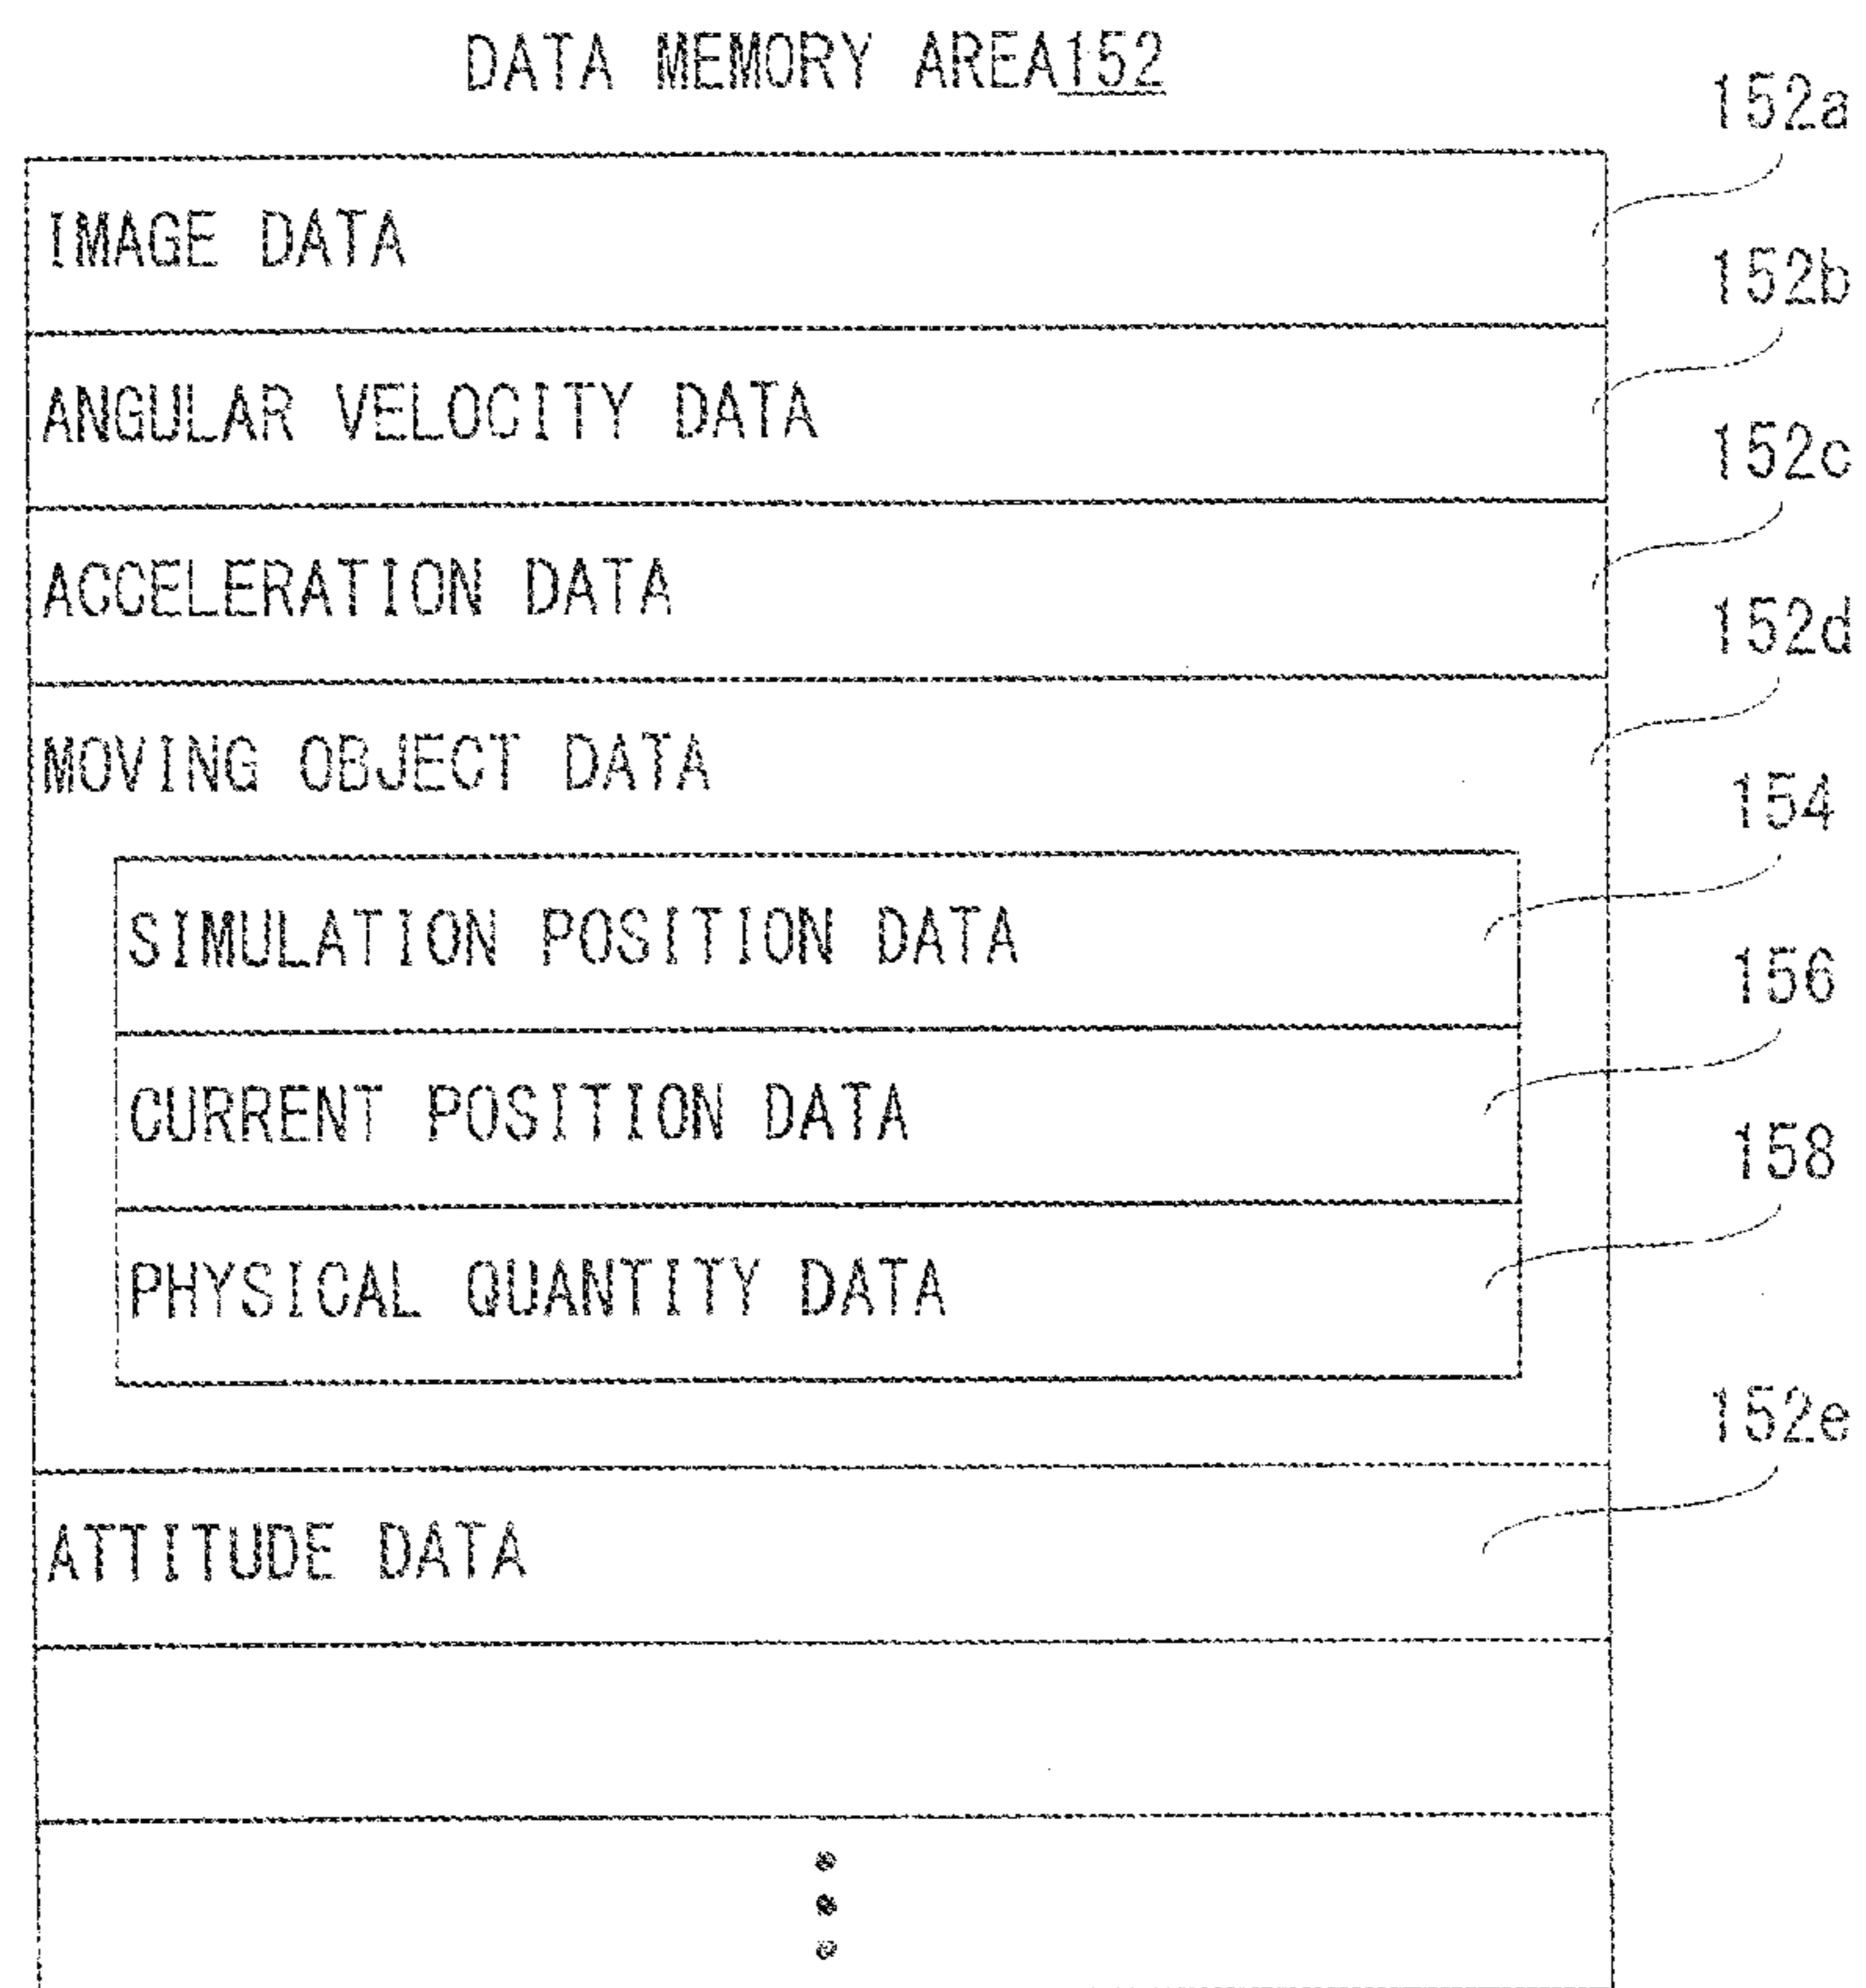 DATA MEMORY AREA152
152a
IMAGE DATA
152b
ANGULAR VELOCITY DATA
152c
ACCELERATION DATA
152d
MOVING OBJECT DATA
154
SIMULATION POSITION DATA
156
CURRENT POSITION DATA
158
PHYSICAL QUANTITY DATA
152e
ATTITUDE DATA